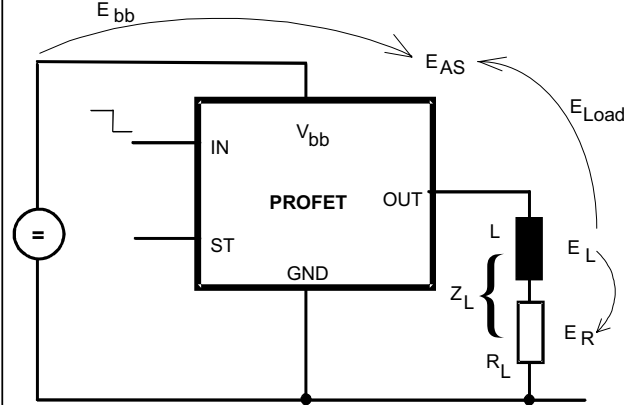 E bb
E AS
E Load
V bb
IN
PROFET
OUT
ST
L
E L
GND
Z L {
E R
R L
=